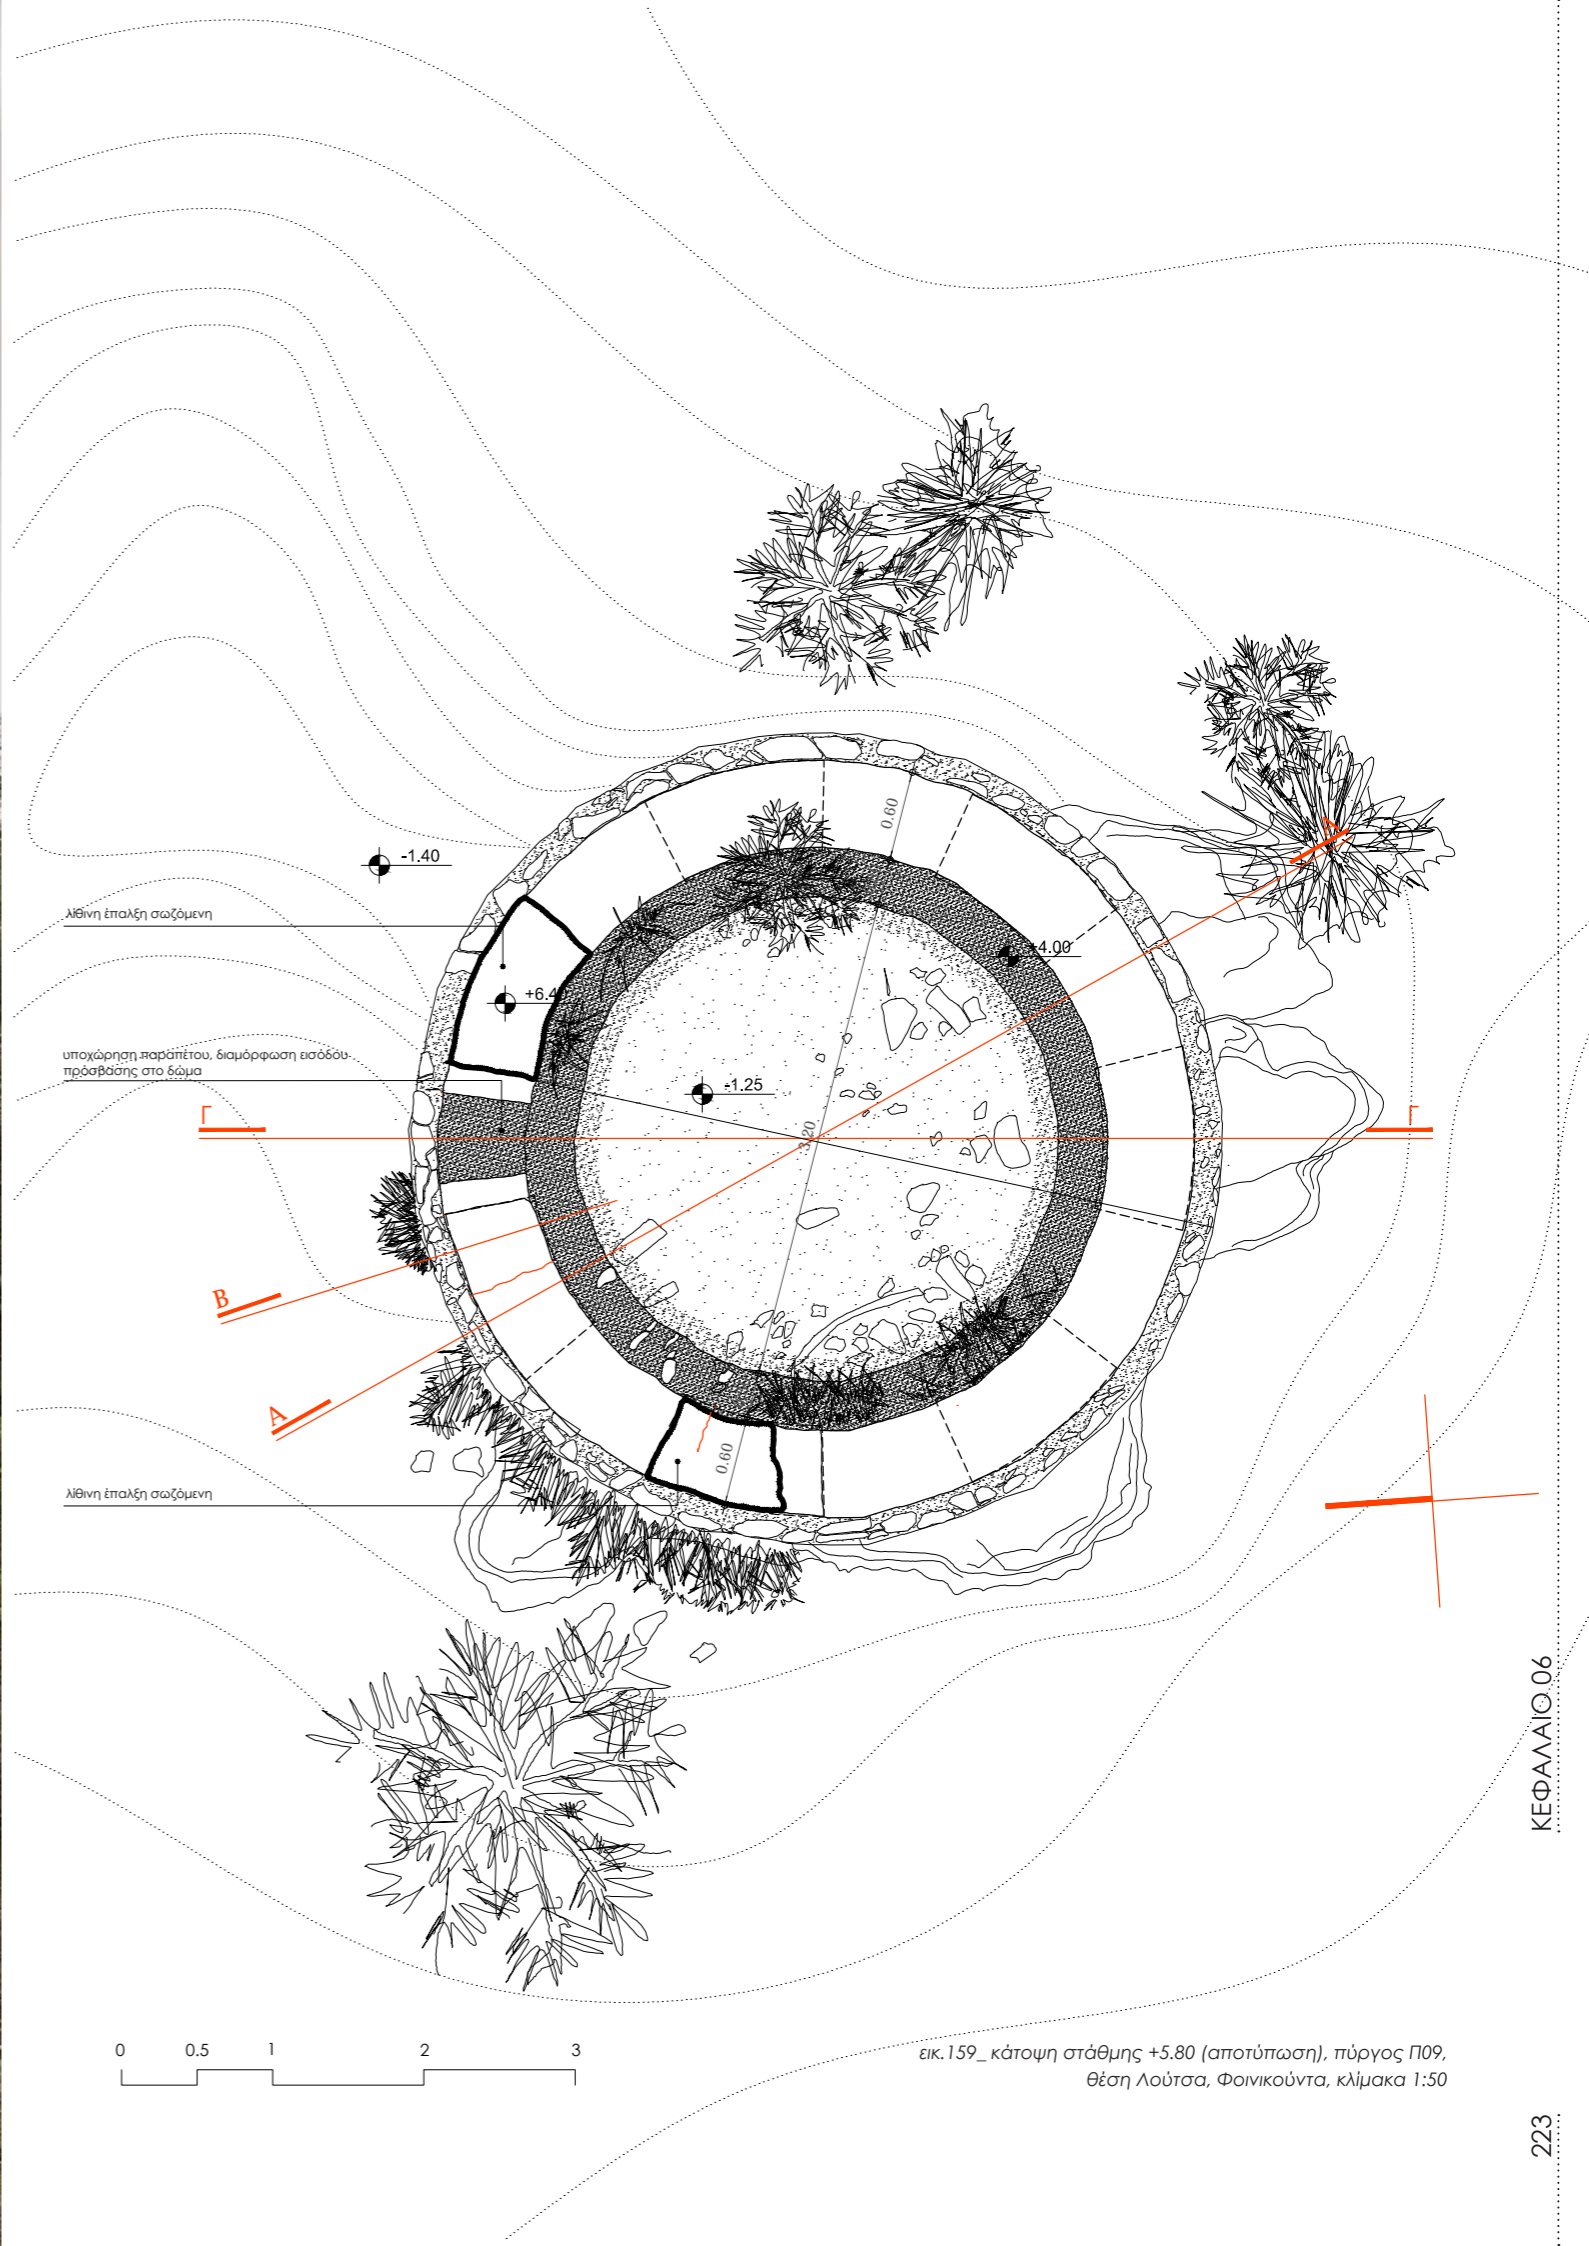 0.60
-1.40
λίθινη έπαλξη σωζόμενη
+4.00
υποχώρηση παραπέτου, διαμόρφωση εισόδου
πρόσβασης στο δώμα
-1.25
Γ
Γ
3.20
Β
Α
Α
0.60
λίθινη έπαλξη σωζόμενη
0 0.5 1 2 3
εικ.159_ κάτοψη στάθμης +5.80 (αποτύπωση), πύργος Π09,
θέση Λούτσα, Φοινικούντα, κλίμακα 1:50
ΚΕΦΑΛΑΙΟ 06
223